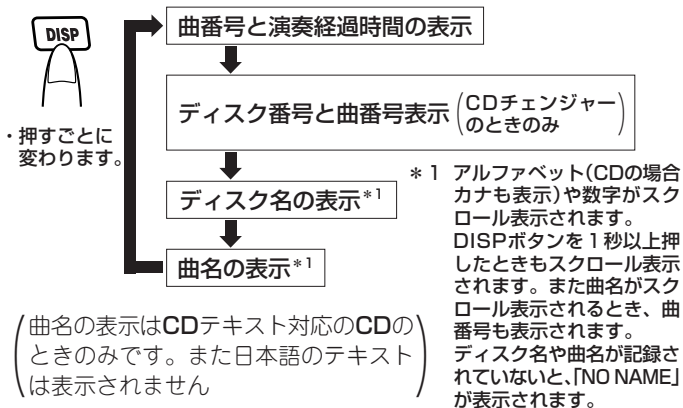 DISP
・押すごとに
変わります。
曲番号と演奏経過時間の表示
ディスク番号と曲番号表示(CDチェンジャー
のときのみ)
ディスク名の表示*1
曲名の表示*1
(曲名の表示はCDテキスト対応のCDの
ときのみです。また日本語のテキスト
は表示されません)
*1 アルファベット(CDの場合
カナも表示)や数字がスク
ロール表示されます。
DISPボタンを1秒以上押
したときもスクロール表示
されます。また曲名がスク
ロール表示されるとき、曲
番号も表示されます。
ディスク名や曲名が記録さ
れていないと、「NO NAME」
が表示されます。